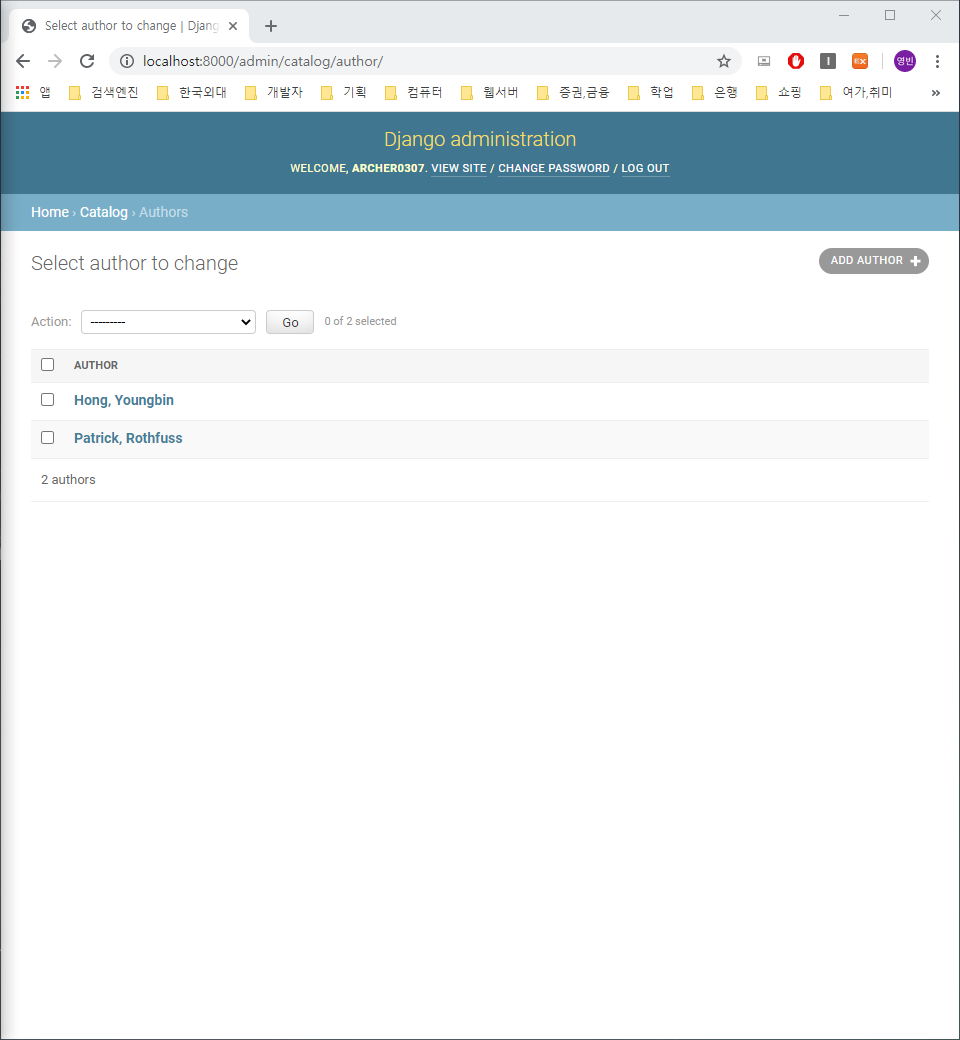 Select author to change | Djang
localhost:8000/admin/catalog/author/
영빈
앱 검색엔진 한국외대 개발자 기획 컴퓨터 웹서버 증권,금융 학업 은행 쇼핑 여가,취미 »
Django administration
WELCOME, ARCHER0307. VIEW SITE / CHANGE PASSWORD / LOG OUT
Home › Catalog › Authors
Select author to change
ADD AUTHOR +
Action: --------- Go 0 of 2 selected
AUTHOR
Hong, Youngbin
Patrick, Rothfuss
2 authors